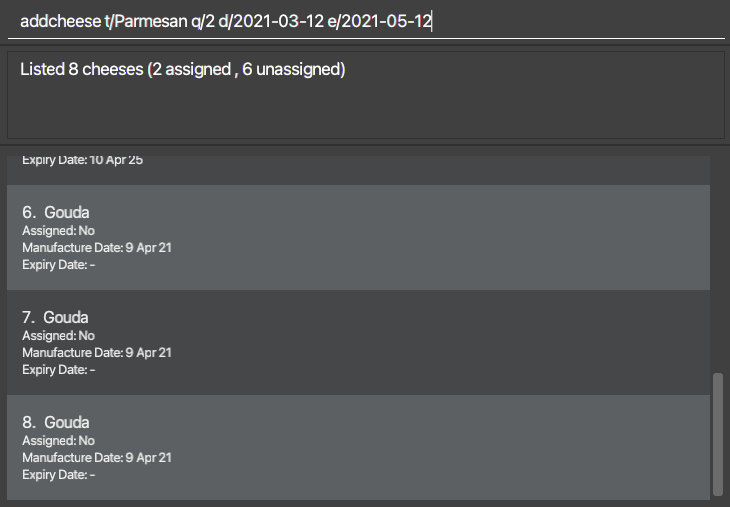 addcheese t/Parmesan q/2 d/2021-03-12 e/2021-05-12
Listed 8 cheeses (2 assigned , 6 unassigned)
Expiry Date: 10 Apr 25
6. Gouda
Assigned: No
Manufacture Date: 9 Apr 21
Expiry Date: -
7. Gouda
Assigned: No
Manufacture Date: 9 Apr 21
Expiry Date: -
8. Gouda
Assigned: No
Manufacture Date: 9 Apr 21
Expiry Date: -